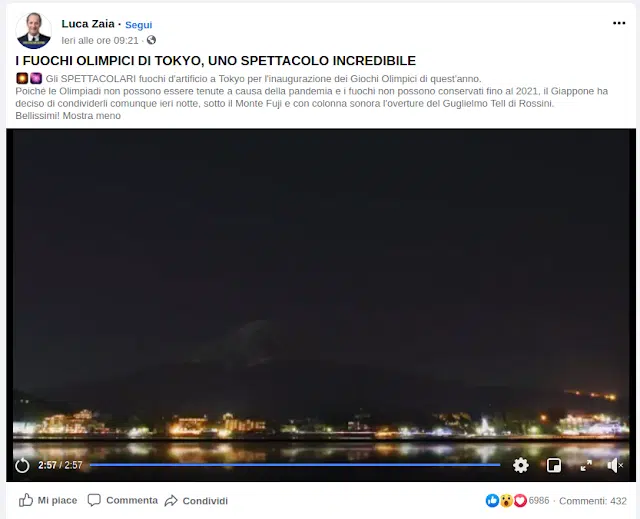 Luca Zaia · Segui
Ieri alle ore 09:21 ·
I FUOCHI OLIMPICI DI TOKYO, UNO SPETTACOLO INCREDIBILE
Gli SPETTACOLARI fuochi d'artificio a Tokyo per l'inaugurazione dei Giochi Olimpici di quest'anno.
Poiché le Olimpiadi non possono essere tenute a causa della pandemia e i fuochi non possono conservati fino al 2021, il Giappone ha
deciso di condividerli comunque ieri notte, sotto il Monte Fuji e con colonna sonora l'overture del Guglielmo Tell di Rossini.
Bellissimi! Mostra meno
2:57 / 2:57
Mi piace Commenta Condividi 6986 · Commenti: 432